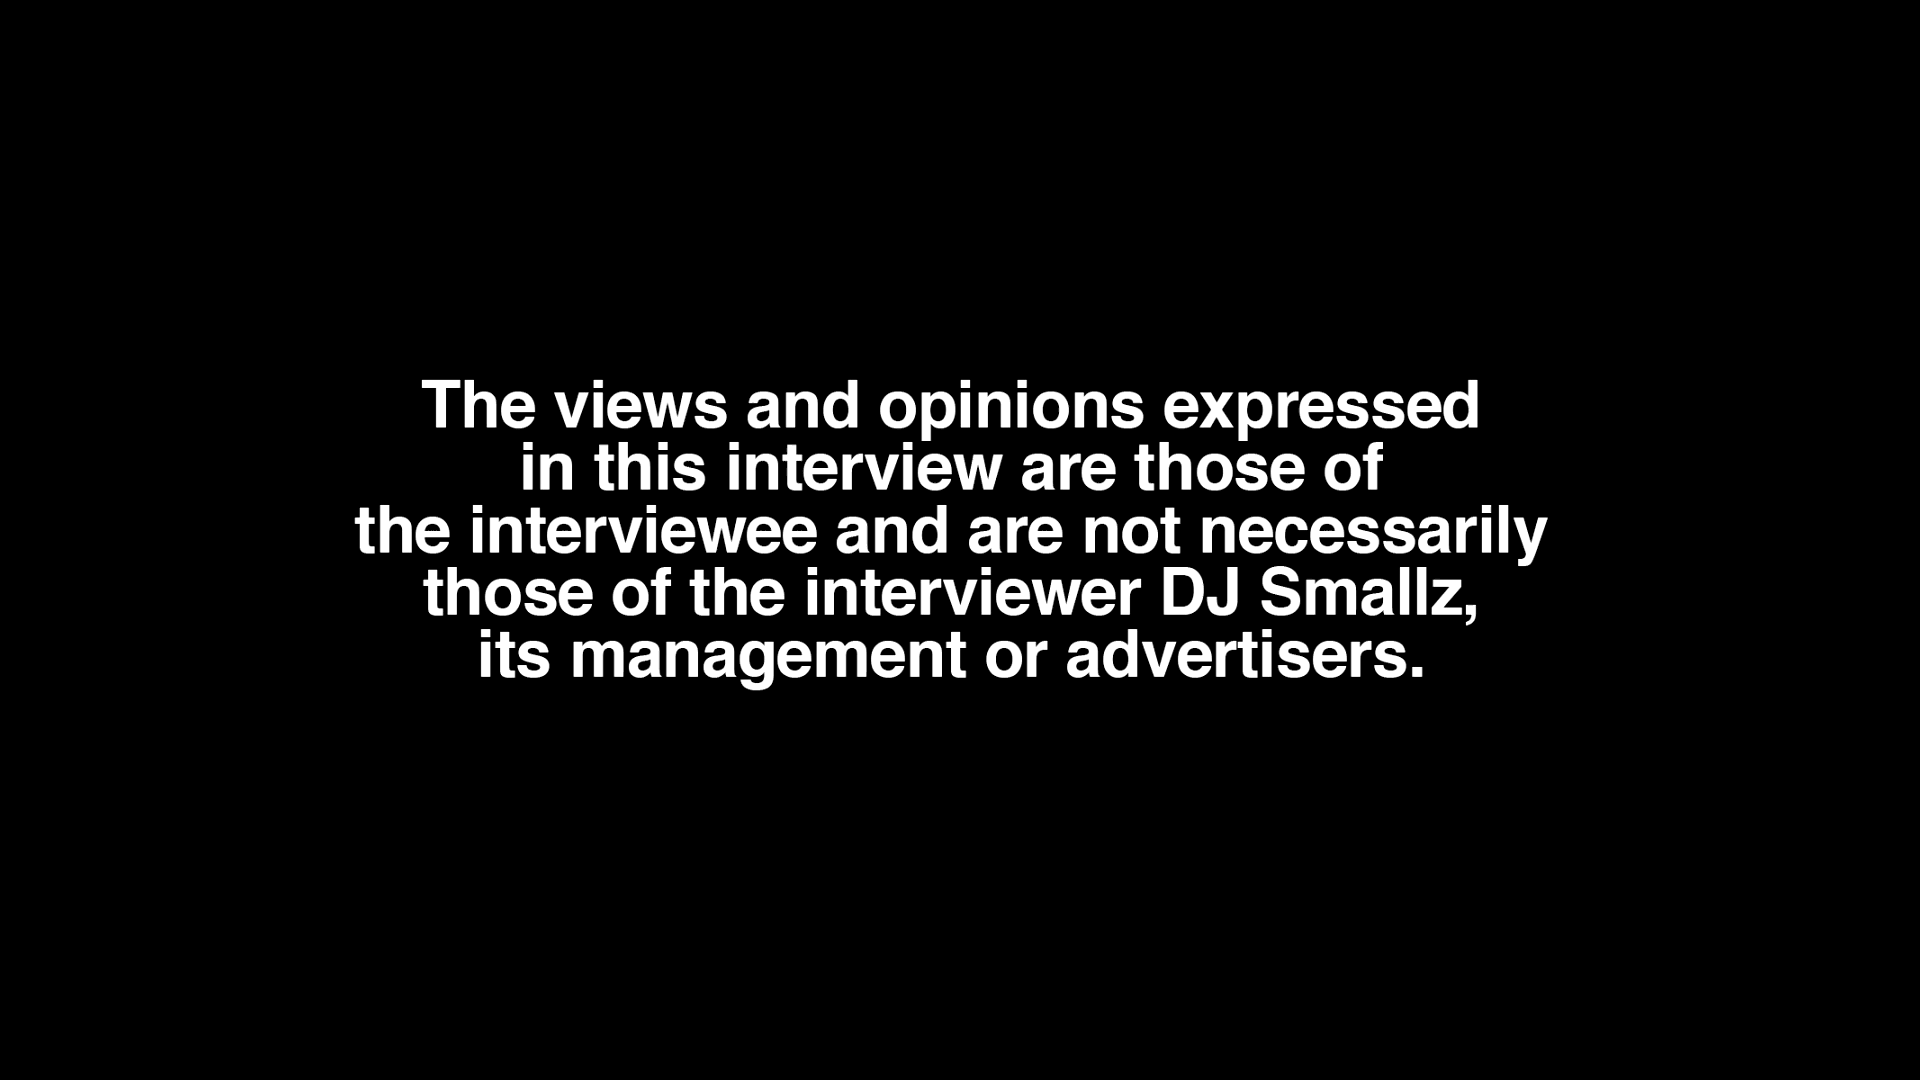 The views and opinions expressed
in this interview are those of
the interviewee and are not necessarily
those of the interviewer DJ Smallz,
its management or advertisers.